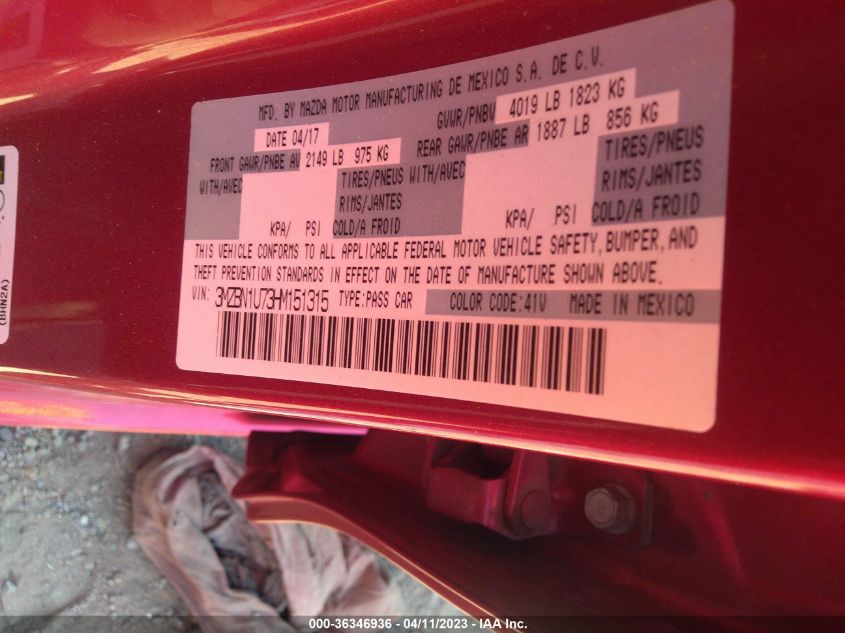 MFD. BY MAZDA MOTOR MANUFACTURING DE MEXICO S.A. DE C.V.
DATE 04/17 GVWR/PNBV 4019 LB 1823 KG
FRONT GAWR/PNBE AV 2149 LB 975 KG REAR GAWR/PNBE AR 1887 LB 856 KG
WITH/AVEC TIRES/PNEUS WITH/AVEC TIRES/PNEUS
RIMS/JANTES RIMS/JANTES
KPA/ PSI COLD/A FROID KPA/ PSI COLD/A FROID
THIS VEHICLE CONFORMS TO ALL APPLICABLE FEDERAL MOTOR VEHICLE SAFETY, BUMPER, AND
THEFT PREVENTION STANDARDS IN EFFECT ON THE DATE OF MANUFACTURE SHOWN ABOVE.
VIN: 3MZBN1U73HM151315 TYPE:PASS CAR COLOR CODE:41V MADE IN MEXICO
(BHN2A)
000-36346936 - 04/11/2023 - IAA Inc.